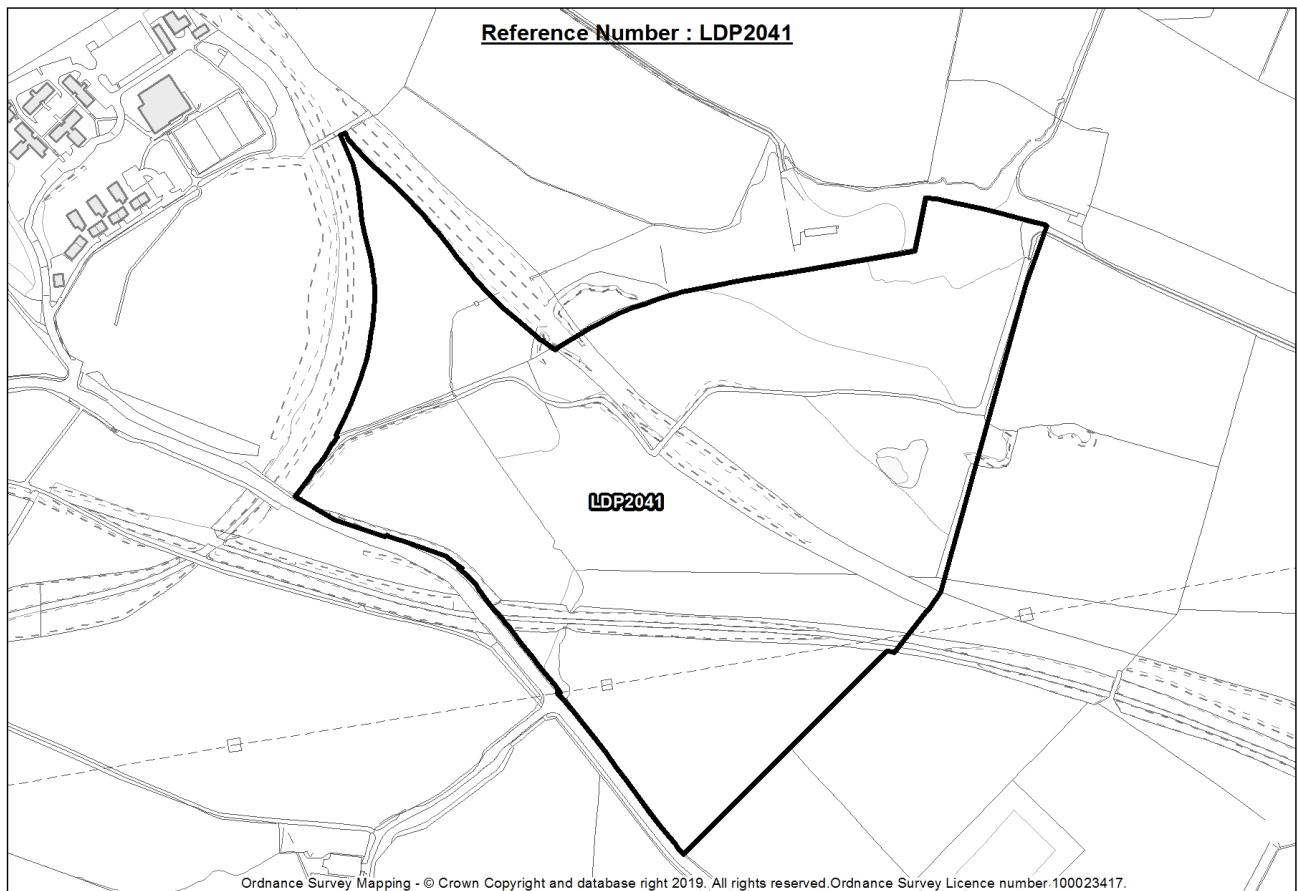 Reference Number : LDP2041
LDP2041
Ordnance Survey Mapping - © Crown Copyright and database right 2019. All rights reserved.Ordnance Survey Licence number 100023417.